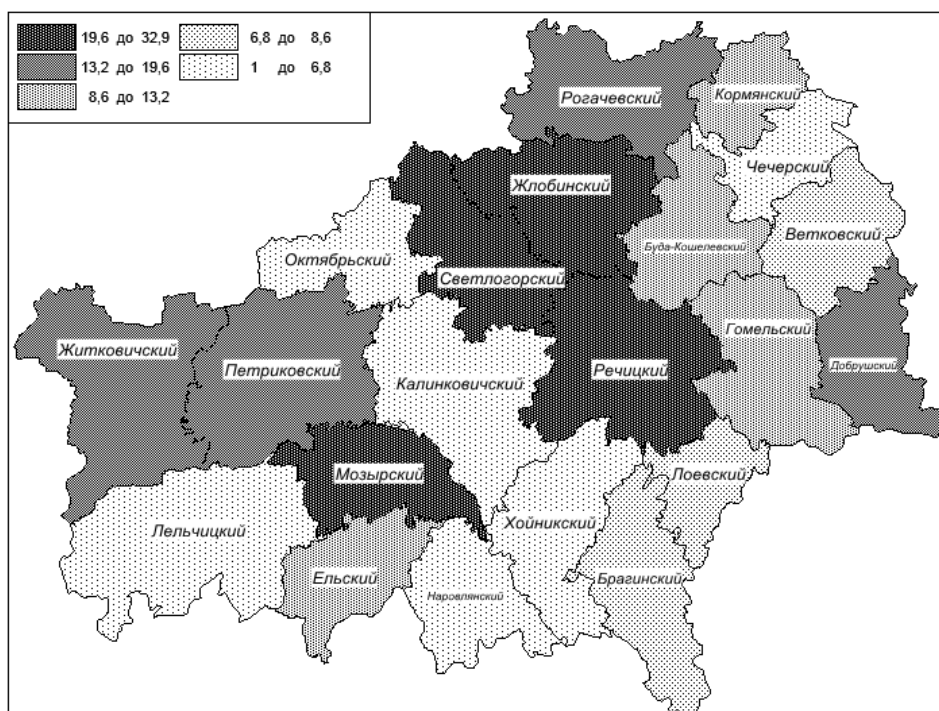 19,6 до 32,9
6,8 до 8,6
13,2 до 19,6
1 до 6,8
8,6 до 13,2
Рогачевский
Кормянский
Чечерский
Жлобинский
Ветковский
Буда-Кошелевский
Октябрьский
Светлогорский
Гомельский
Житковичский
Добрушский
Петриковский
Речицкий
Калинковичский
Мозырский
Лоевский
Хойникский
Лельчицкий
Ельский
Брагинский
Наровлянский